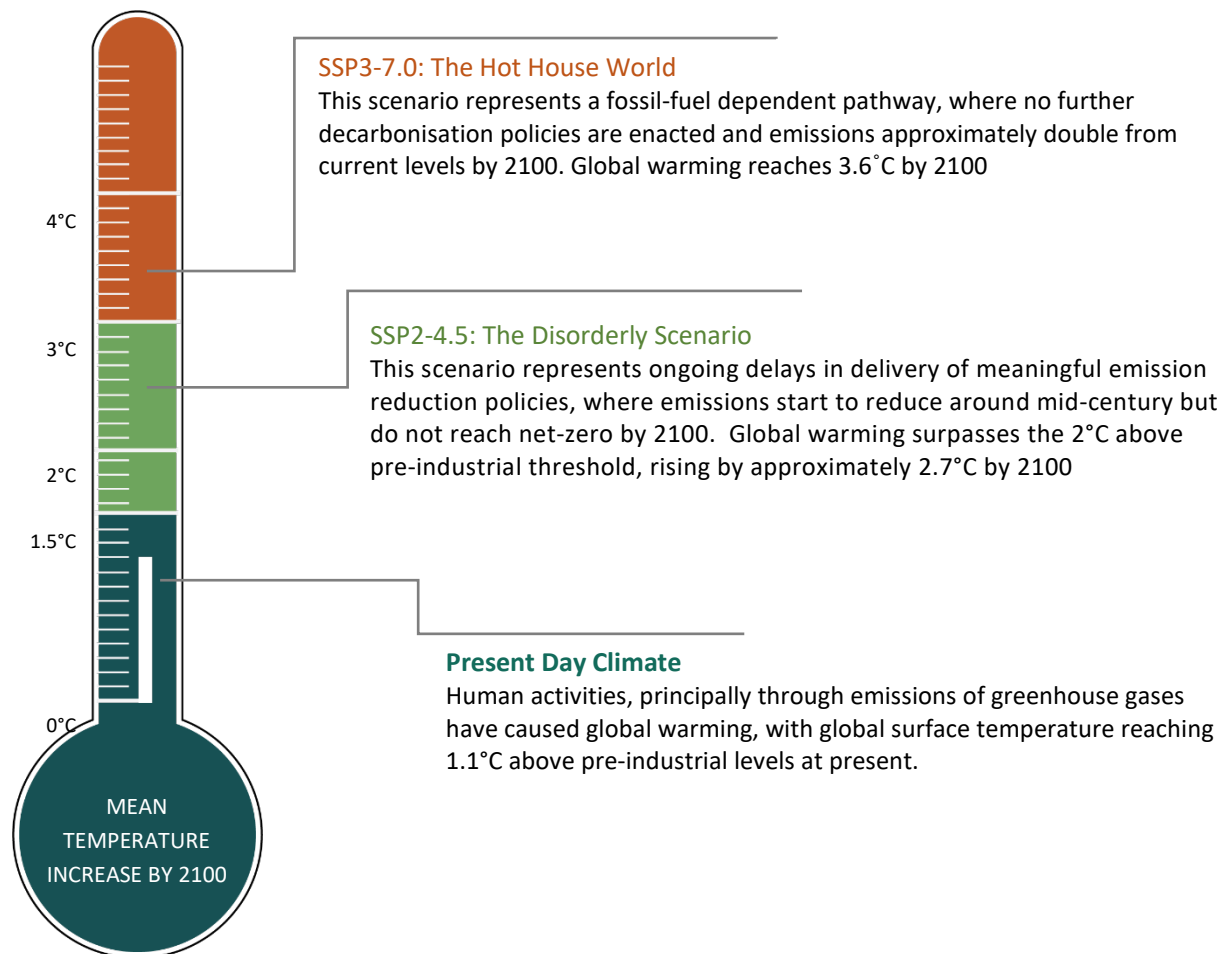 SSP3-7.0: The Hot House World
This scenario represents a fossil-fuel dependent pathway, where no further
decarbonisation policies are enacted and emissions approximately double from
current levels by 2100. Global warming reaches 3.6°C by 2100
4°C
SSP2-4.5: The Disorderly Scenario
3°C
This scenario represents ongoing delays in delivery of meaningful emission
reduction policies, where emissions start to reduce around mid-century but
do not reach net-zero by 2100. Global warming surpasses the 2°C above
pre-industrial threshold, rising by approximately 2.7°C by 2100
2°C
1.5°C
Present Day Climate
Human activities, principally through emissions of greenhouse gases
have caused global warming, with global surface temperature reaching
1.1°C above pre-industrial levels at present.
0°C
MEAN
TEMPERATURE
INCREASE BY 2100